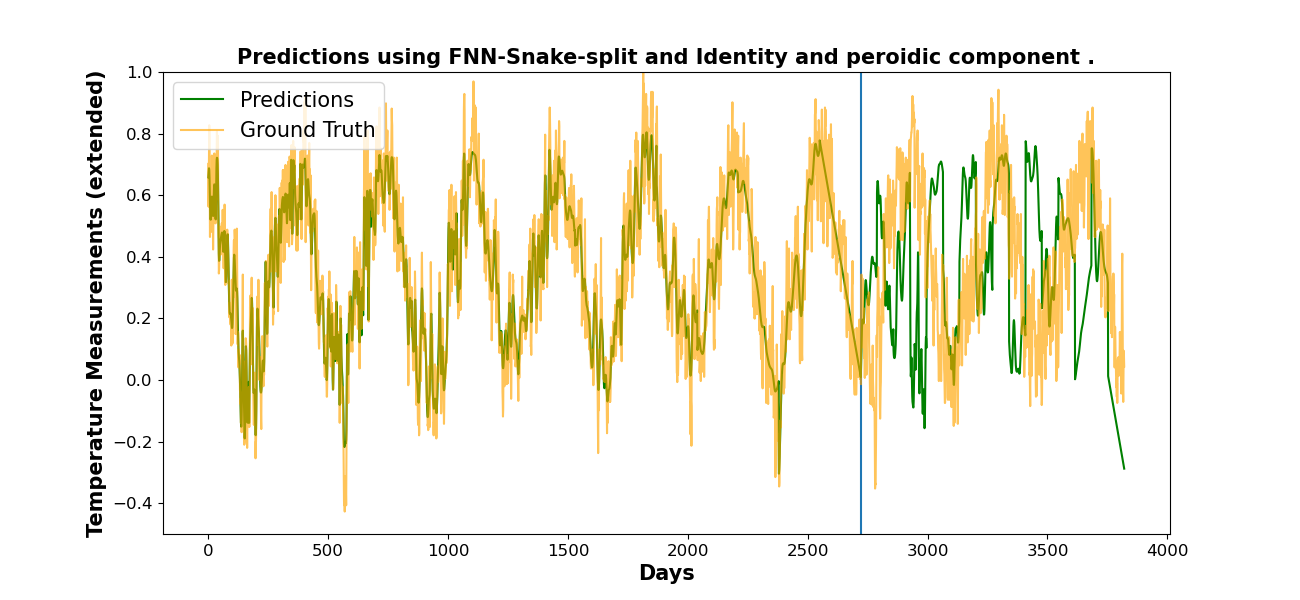 Predictions using FNN-Snake-split and Identity and peroidic component .
Temperature Measurements (extended)
1.0
0.8
0.6
0.4
0.2
0.0
−0.2
−0.4
Predictions
Ground Truth
0 500 1000 1500 2000 2500 3000 3500 4000
Days